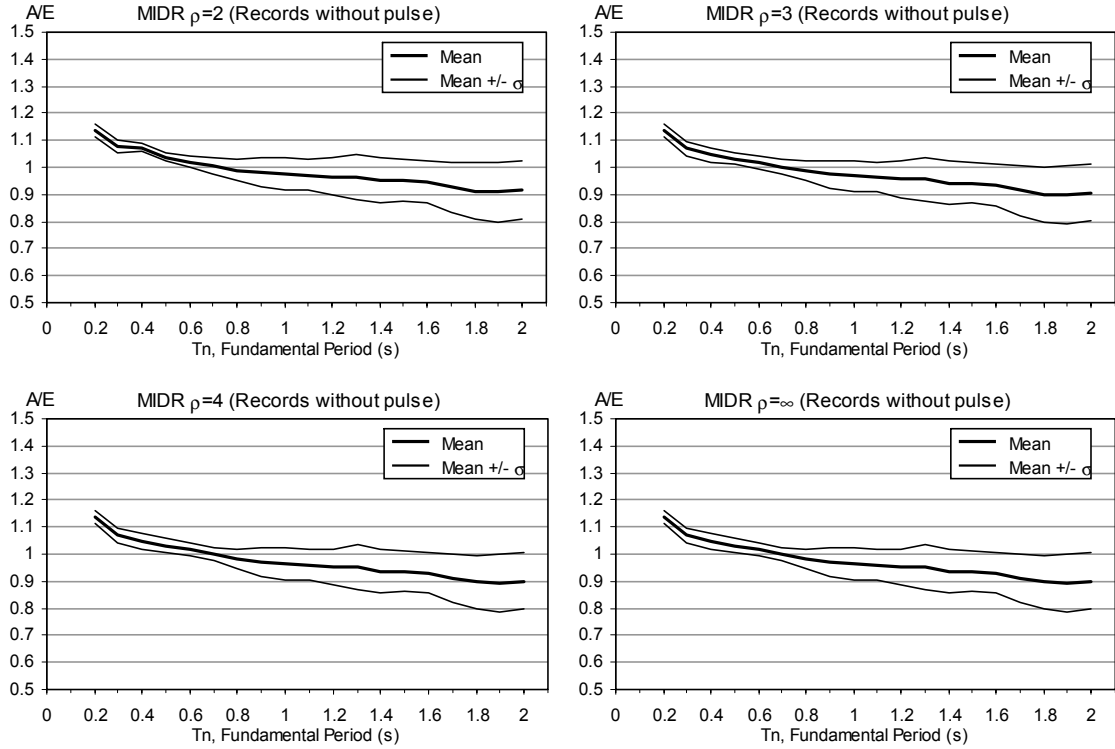 A/E MIDR ρ=2 (Records without pulse)
1.5
1.4
1.3
1.2
1.1
1
0.9
0.8
0.7
0.6
0.5
Mean
Mean +/- σ
0 0.2 0.4 0.6 0.8 1 1.2 1.4 1.6 1.8 2
Tn, Fundamental Period (s)
A/E MIDR ρ=3 (Records without pulse)
1.5
1.4
1.3
1.2
1.1
1
0.9
0.8
0.7
0.6
0.5
Mean
Mean +/- σ
0 0.2 0.4 0.6 0.8 1 1.2 1.4 1.6 1.8 2
Tn, Fundamental Period (s)
A/E MIDR ρ=4 (Records without pulse)
1.5
1.4
1.3
1.2
1.1
1
0.9
0.8
0.7
0.6
0.5
Mean
Mean +/- σ
0 0.2 0.4 0.6 0.8 1 1.2 1.4 1.6 1.8 2
Tn, Fundamental Period (s)
A/E MIDR ρ=∞ (Records without pulse)
1.5
1.4
1.3
1.2
1.1
1
0.9
0.8
0.7
0.6
0.5
Mean
Mean +/- σ
0 0.2 0.4 0.6 0.8 1 1.2 1.4 1.6 1.8 2
Tn, Fundamental Period (s)